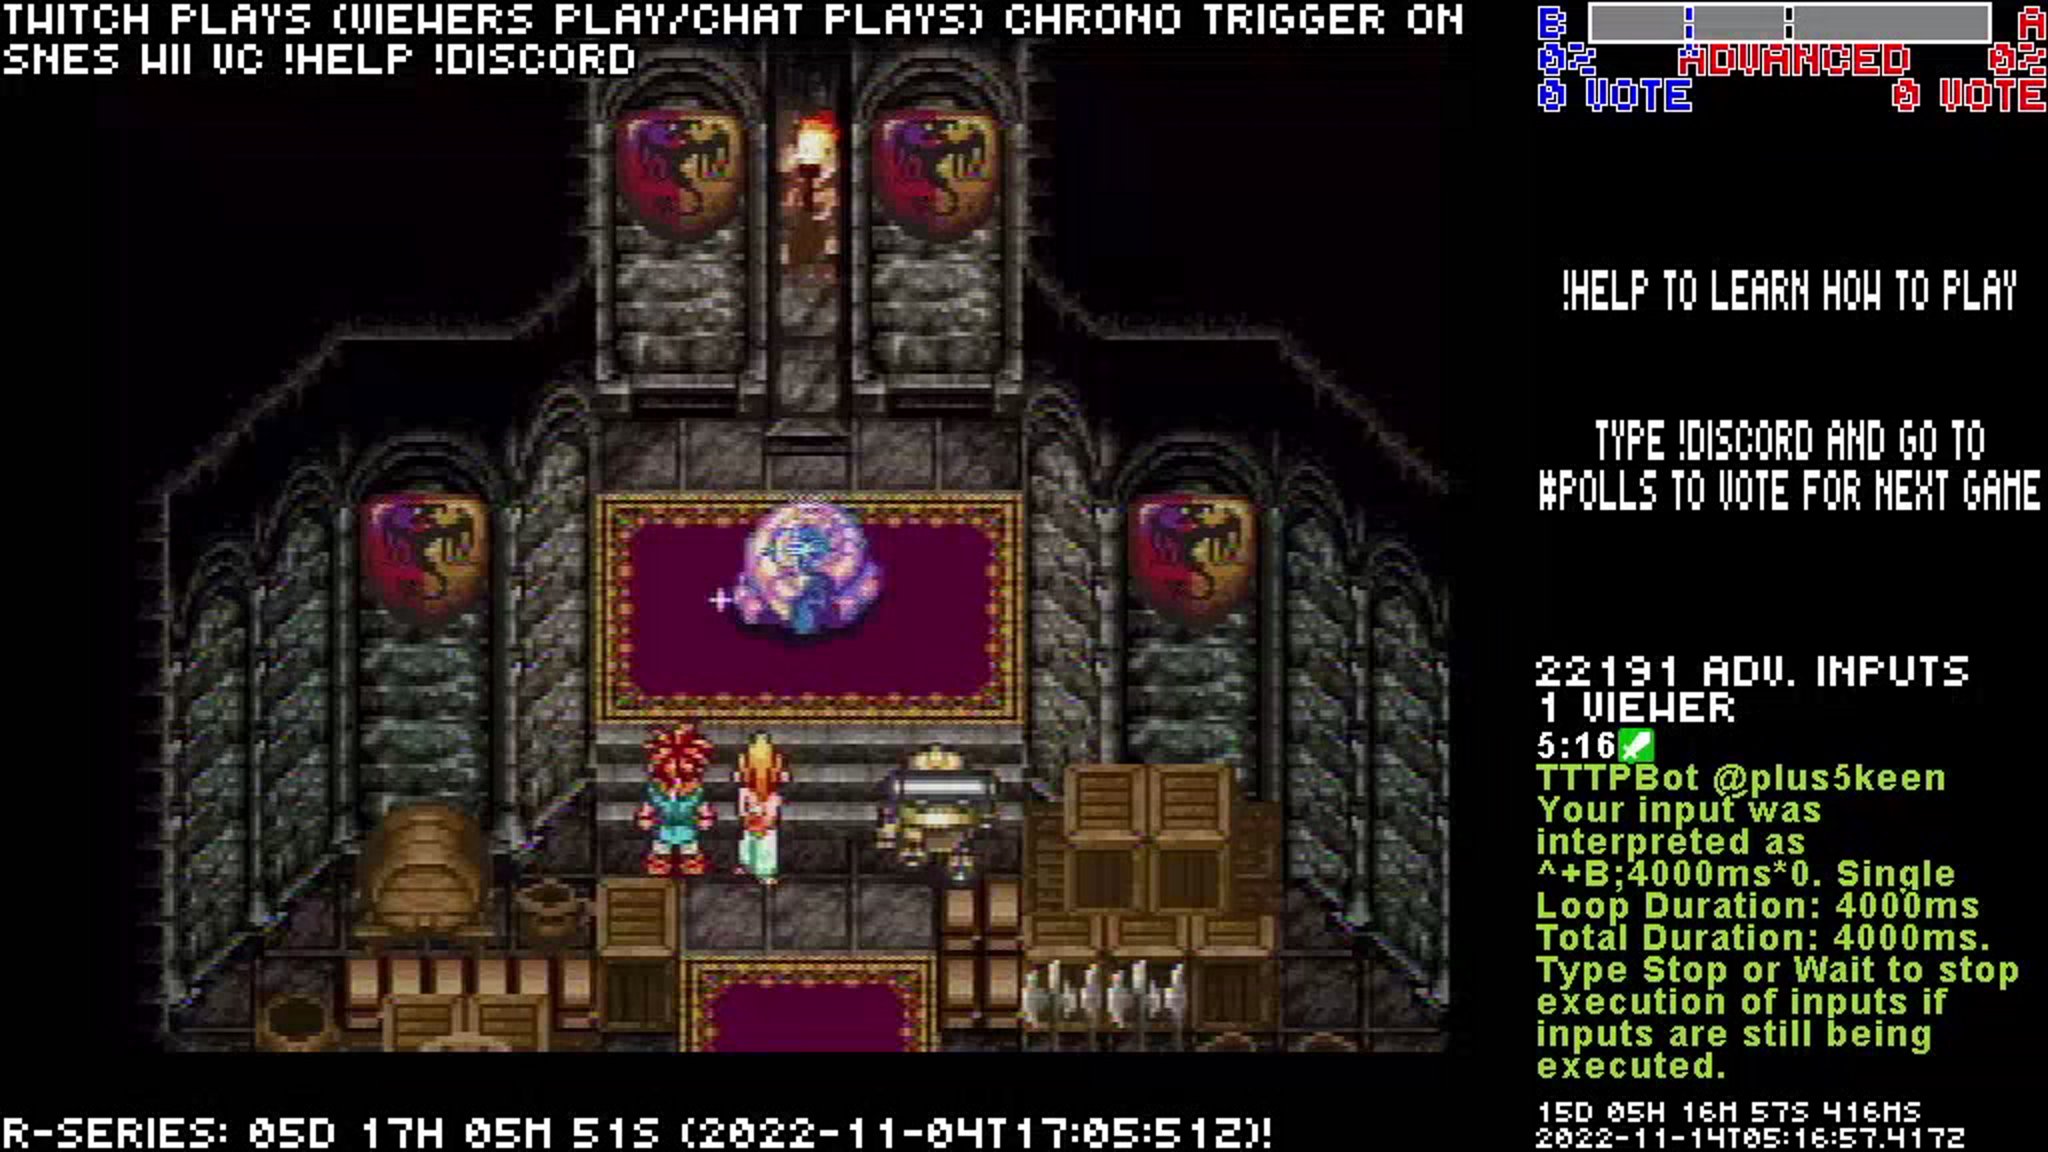 TWITCH PLAYS (VIEWERS PLAY/CHAT PLAYS) CHRONO TRIGGER ON
SNES WII VC !HELP !DISCORD
B A
0% ADVANCED 0%
0 VOTE 0 VOTE
!HELP TO LEARN HOW TO PLAY
TYPE !DISCORD AND GO TO
#POLLS TO VOTE FOR NEXT GAME
22191 ADV. INPUTS
1 VIEWER
5:16
TTTPBot @plus5keen
Your input was
interpreted as
^+B;4000ms*0. Single
Loop Duration: 4000ms
Total Duration: 4000ms.
Type Stop or Wait to stop
execution of inputs if
inputs are still being
executed.
15D 05H 16M 57S 416MS
2022-11-14T05:16:57.417Z
R-SERIES: 05D 17H 05M 51S (2022-11-04T17:05:51Z)!